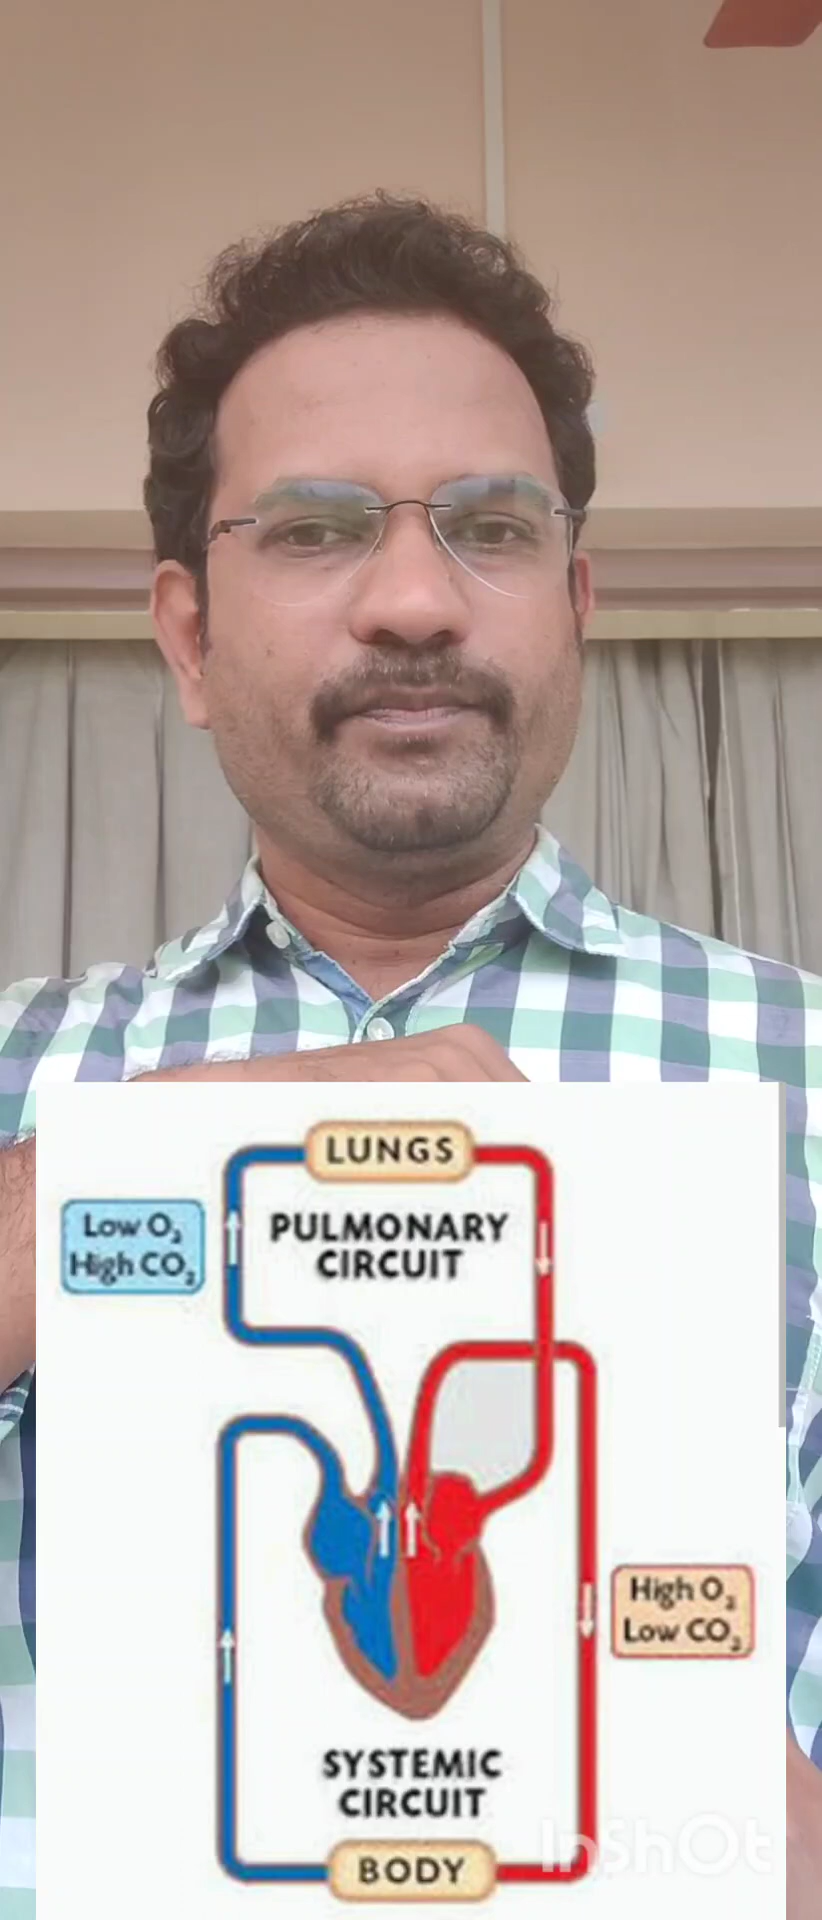 LUNGS
Low O₂
High CO₂
PULMONARY
CIRCUIT
High O₂
Low CO₂
SYSTEMIC
CIRCUIT
BODY
InShOt